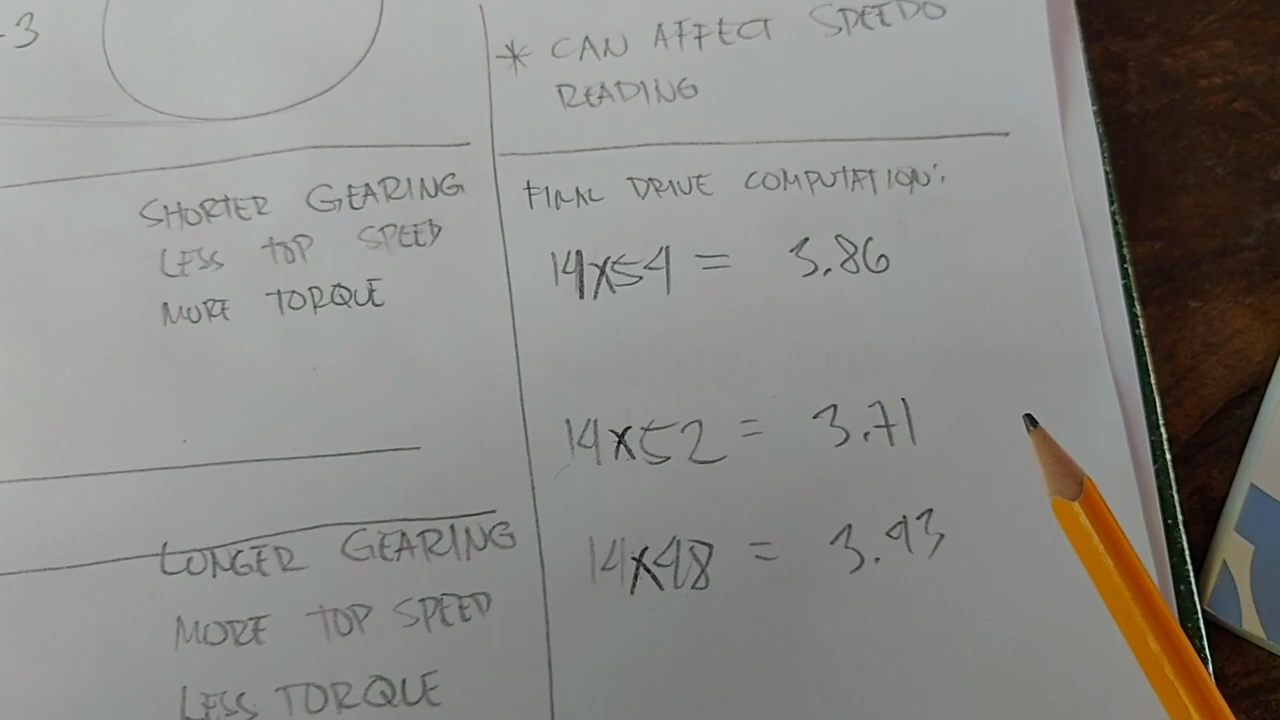 -3
SHORTER GEARING
LESS TOP SPEED
MORE TORQUE
LONGER GEARING
MORE TOP SPEED
LESS TORQUE
* CAN AFFECT SPEEDO
READING
FINAL DRIVE COMPUTATION:
14x54 = 3.86
14x52 = 3.71
14x48 = 3.43